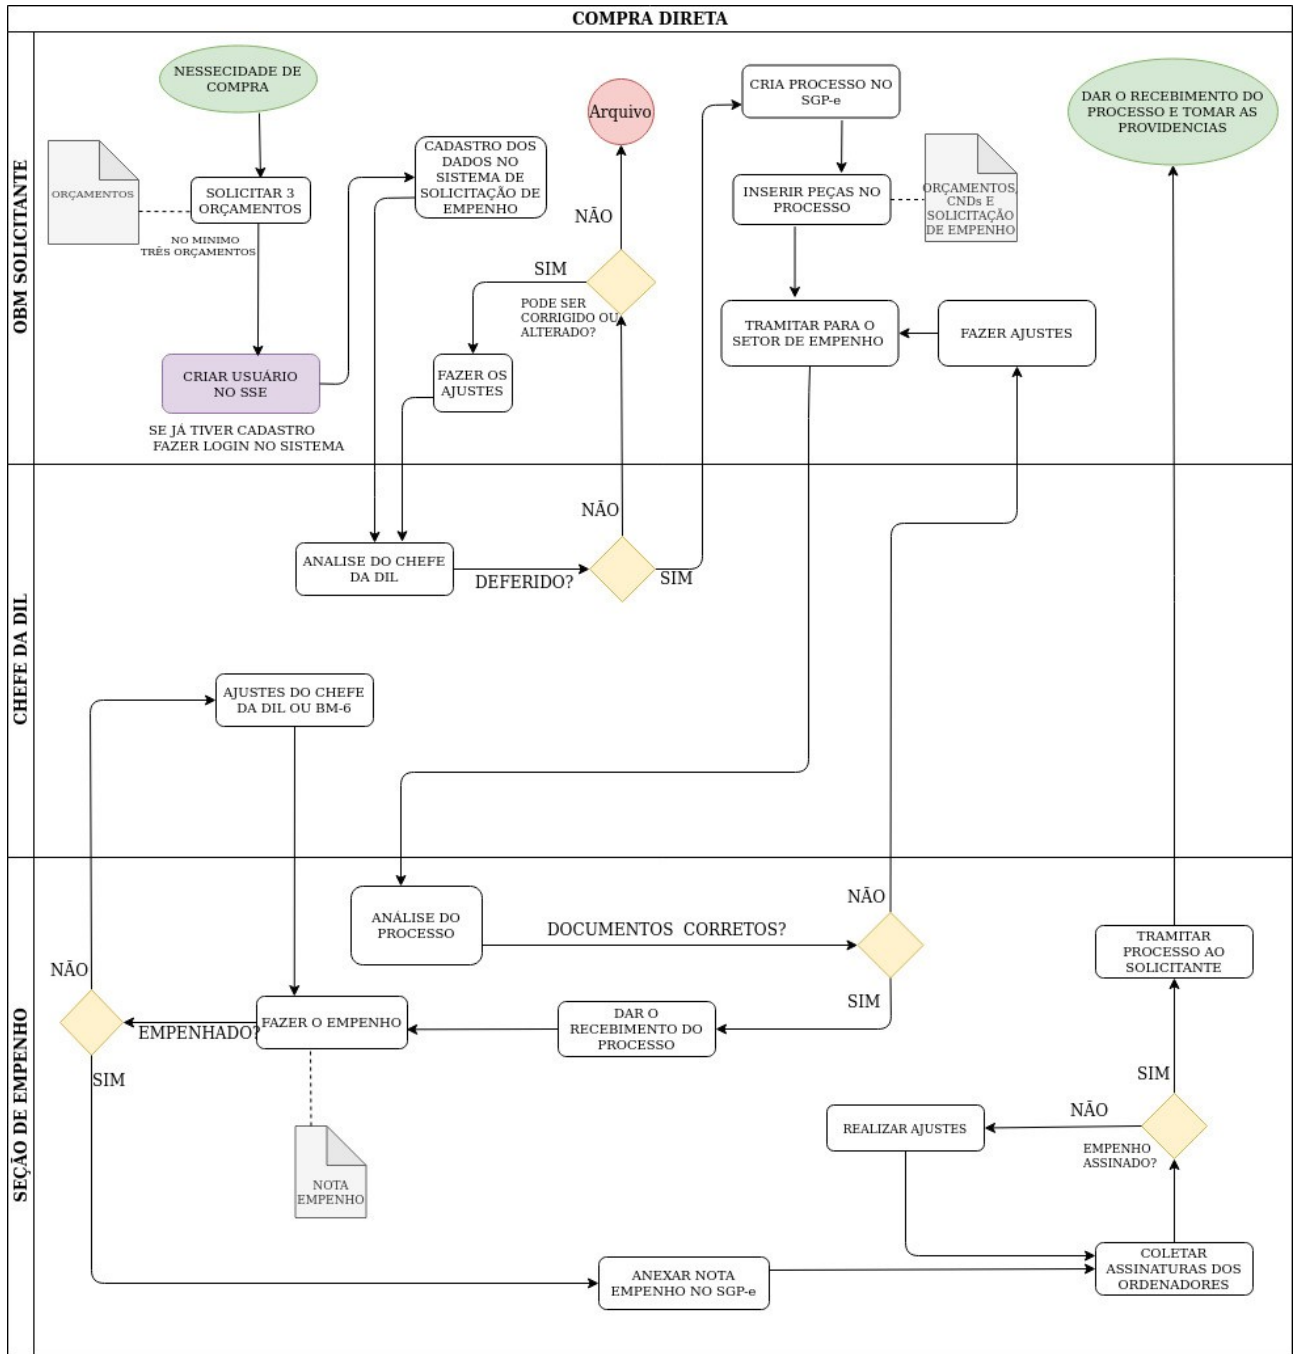 COMPRA DIRETA
OBM SOLICITANTE
NESSECIDADE DE
COMPRA
ORÇAMENTOS
SOLICITAR 3
ORÇAMENTOS
NO MINIMO
TRÊS ORÇAMENTOS
CRIAR USUÁRIO
NO SSE
SE JÁ TIVER CADASTRO
FAZER LOGIN NO SISTEMA
CADASTRO DOS
DADOS NO
SISTEMA DE
SOLICITAÇÃO DE
EMPENHO
Arquivo
NÃO
SIM
PODE SER
CORRIGIDO OU
ALTERADO?
FAZER OS
AJUSTES
CRIA PROCESSO NO
SGP-e
INSERIR PEÇAS NO
PROCESSO
ORÇAMENTOS,
CNDs E
SOLICITAÇÃO
DE EMPENHO
TRAMITAR PARA O
SETOR DE EMPENHO
FAZER AJUSTES
DAR O RECEBIMENTO DO
PROCESSO E TOMAR AS
PROVIDENCIAS
CHEFE DA DIL
ANALISE DO CHEFE
DA DIL
DEFERIDO?
NÃO
SIM
AJUSTES DO CHEFE
DA DIL OU BM-6
SEÇÃO DE EMPENHO
ANÁLISE DO
PROCESSO
DOCUMENTOS CORRETOS?
NÃO
SIM
DAR O
RECEBIMENTO DO
PROCESSO
FAZER O EMPENHO
EMPENHADO?
NÃO
SIM
NOTA
EMPENHO
ANEXAR NOTA
EMPENHO NO SGP-e
COLETAR
ASSINATURAS DOS
ORDENADORES
EMPENHO
ASSINADO?
NÃO
REALIZAR AJUSTES
SIM
TRAMITAR
PROCESSO AO
SOLICITANTE